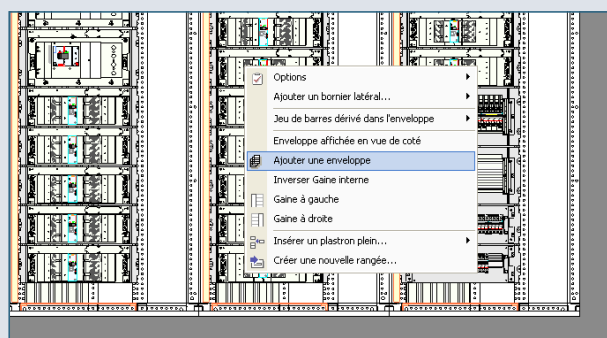 Options
Ajouter un bornier latéral...
Jeu de barres dérivé dans l'enveloppe
Enveloppe affichée en vue de coté
Ajouter une enveloppe
Inverser Gaine interne
Gaine à gauche
Gaine à droite
Insérer un plastron plein...
Créer une nouvelle rangée...